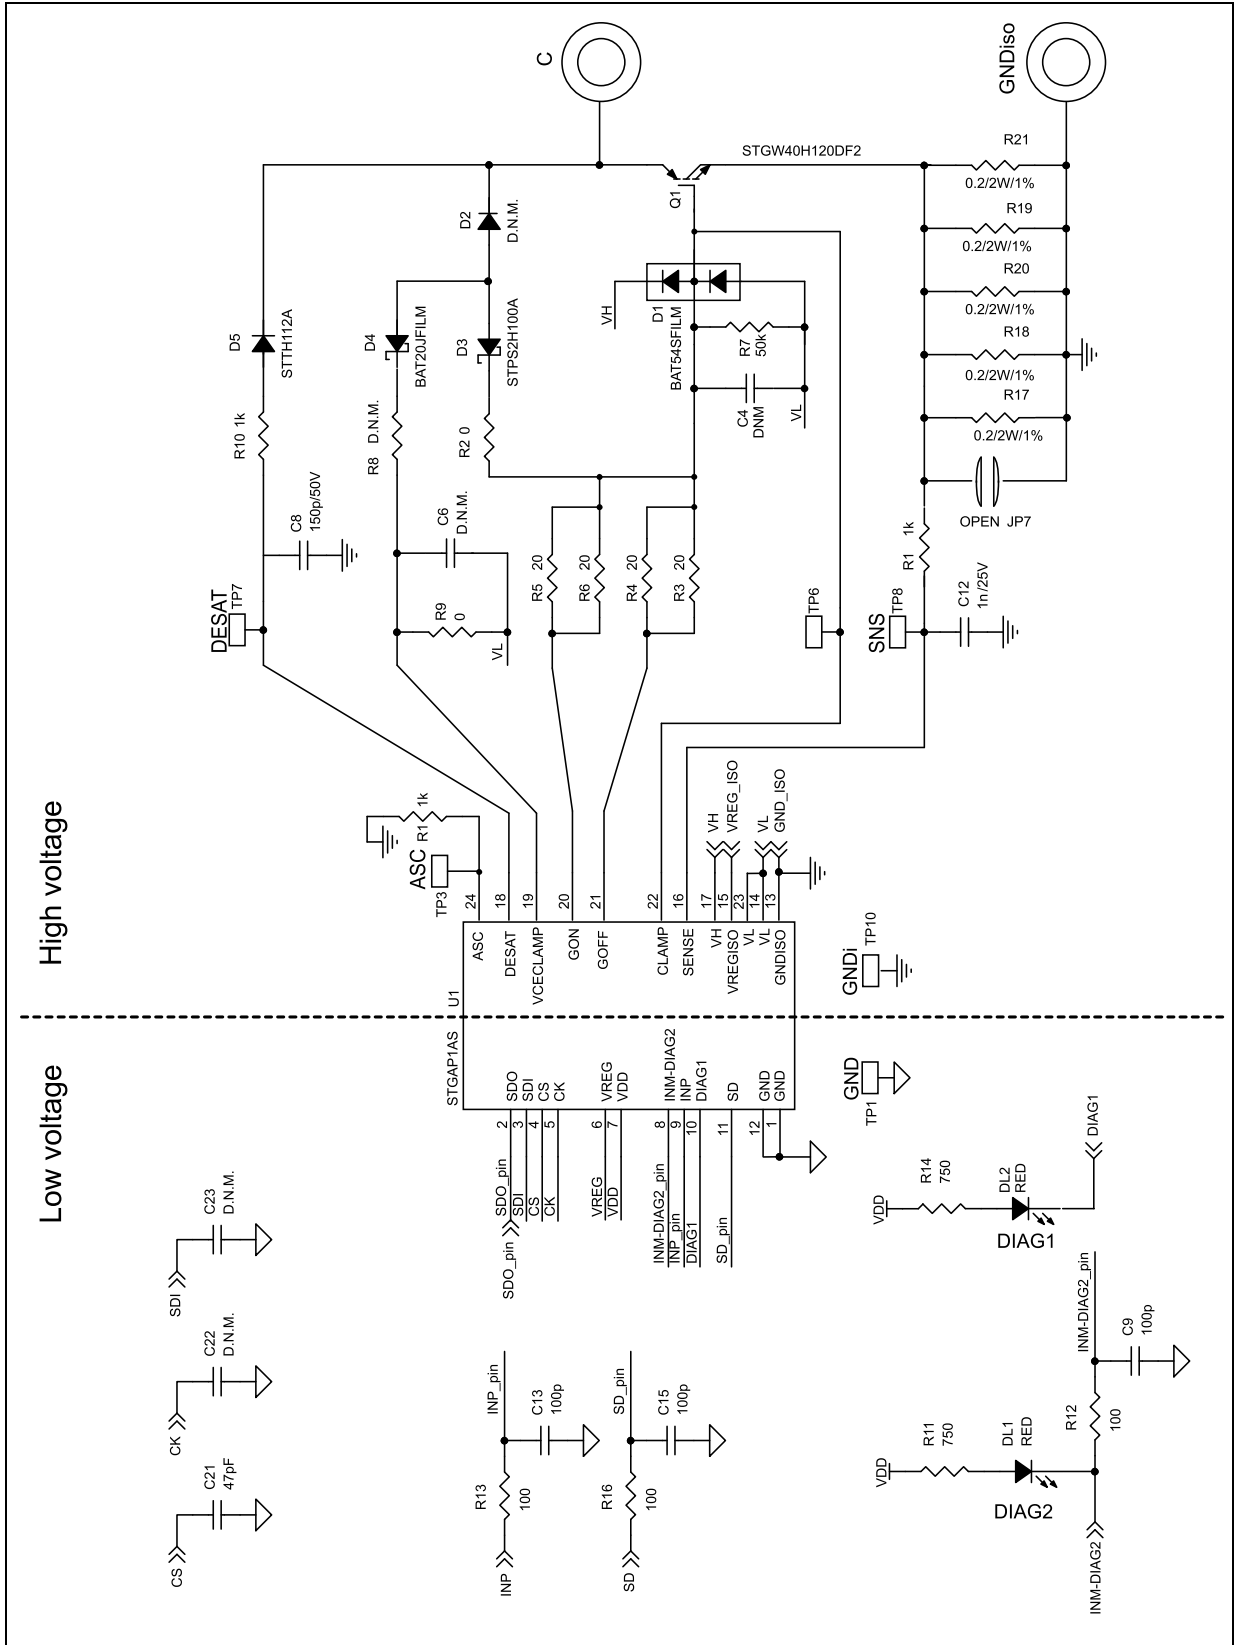 High voltage
Low voltage
C
GNDiso
STGW40H120DF2
Q1
R21
0.2/2W/1%
R19
0.2/2W/1%
R20
0.2/2W/1%
R18
0.2/2W/1%
R17
0.2/2W/1%
OPEN JP7
D5
STTH112A
R10 1k
C8
150p/50V
DESAT
TP7
D2
D.N.M.
D4
BAT20JFILM
D3
STPS2H100A
R8 D.N.M.
R2 0
C6
D.N.M.
R9
0
VL
VH
D1
BAT54SFILM
R7
50k
C4
DNM
VL
R5 20
R6 20
R4 20
R3 20
TP6
R1 1k
SNS
TP8
C12
1n/25V
R1 1k
ASC
TP3
VH
VREG_ISO
VL
GND_ISO
24
18
19
20
21
22
16
17
15
23
14
13
ASC
DESAT
VCECLAMP
GON
GOFF
CLAMP
SENSE
VH
VREGISO
VL
VL
GNDISO
U1
STGAP1AS
SDO
SDI
CS
CK
VREG
VDD
INM-DIAG2
INP
DIAG1
SD
GND
GND
2
3
4
5
6
7
8
9
10
11
12
1
SDO_pin
SDI
CS
CK
VREG
VDD
INM-DIAG2_pin
INP_pin
DIAG1
SD_pin
SDO_pin
GNDi
TP10
GND
TP1
C23
D.N.M.
SDI
C22
D.N.M.
CK
C21
47pF
CS
INP_pin
C13
100p
R13
100
INP
SD_pin
C15
100p
R16
100
SD
VDD
R14
750
DL2
RED
DIAG1
DIAG1
VDD
R11
750
DL1
RED
DIAG2
INM-DIAG2_pin
C9
100p
R12
100
INM-DIAG2